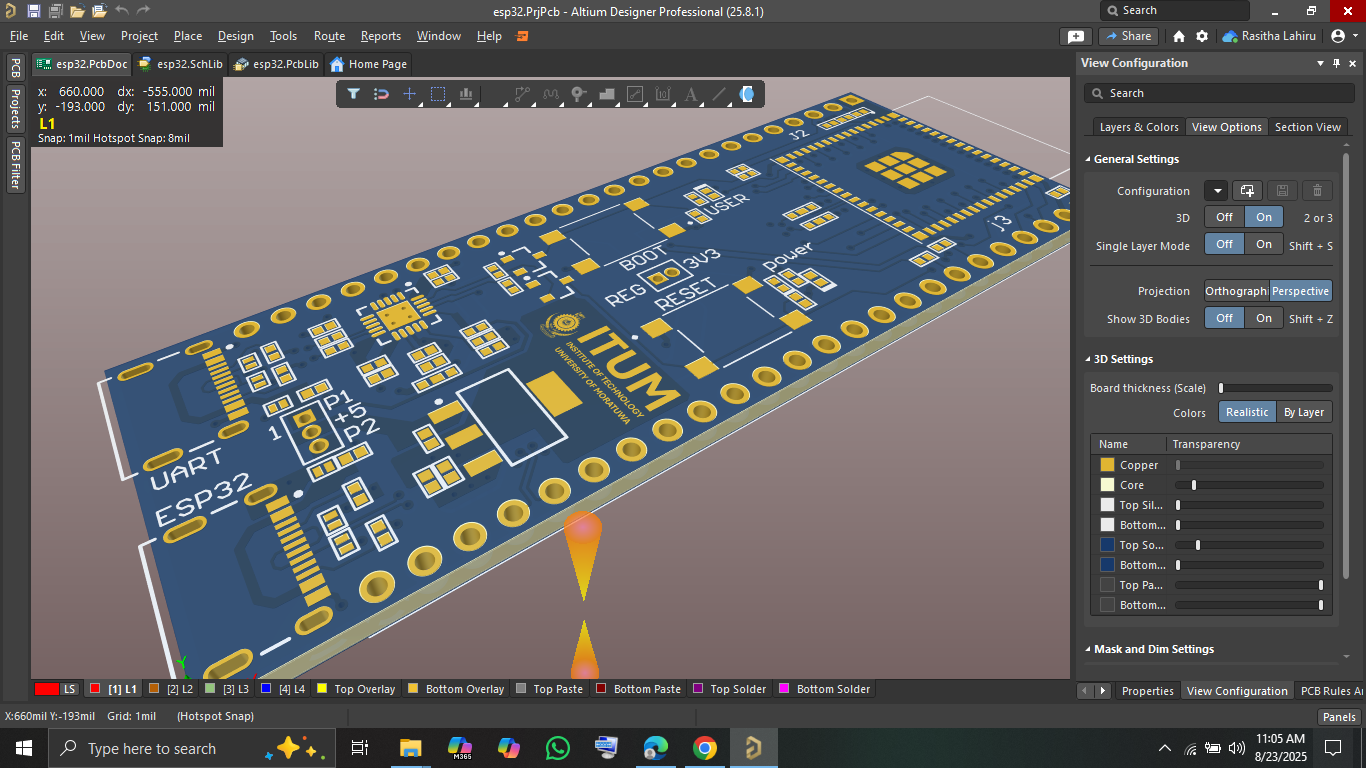 esp32.PrjPcb - Altium Designer Professional (25.8.1)
Search
File Edit View Project Place Design Tools Route Reports Window Help
Share
Rasitha Lahiru
esp32.PcbDoc esp32.SchLib esp32.PcbLib Home Page
PCB
Projects
PCB Filter
x: 660.000 dx: -555.000 mil
y: -193.000 dy: 151.000 mil
L1
Snap: 1mil Hotspot Snap: 8mil
J2
USER
j3
BOOT
3V3
power
REG
RESET
ITUM
INSTITUTE OF TECHNOLOGY
UNIVERSITY OF MORATUWA
P1
+5
1
P2
UART
ESP32
Y
View Configuration
Search
Layers & Colors View Options Section View
General Settings
Configuration
3D Off On 2 or 3
Single Layer Mode Off On Shift + S
Projection Orthograph Perspective
Show 3D Bodies Off On Shift + Z
3D Settings
Board thickness (Scale)
Colors Realistic By Layer
Name Transparency
Copper
Core
Top Sil...
Bottom...
Top So...
Bottom...
Top Pa...
Bottom...
Mask and Dim Settings
LS [1] L1 [2] L2 [3] L3 [4] L4 Top Overlay Bottom Overlay Top Paste Bottom Paste Top Solder Bottom Solder
Properties View Configuration PCB Rules A
X:660mil Y:-193mil Grid: 1mil (Hotspot Snap)
Panels
Type here to search
M365
11:05 AM
8/23/2025